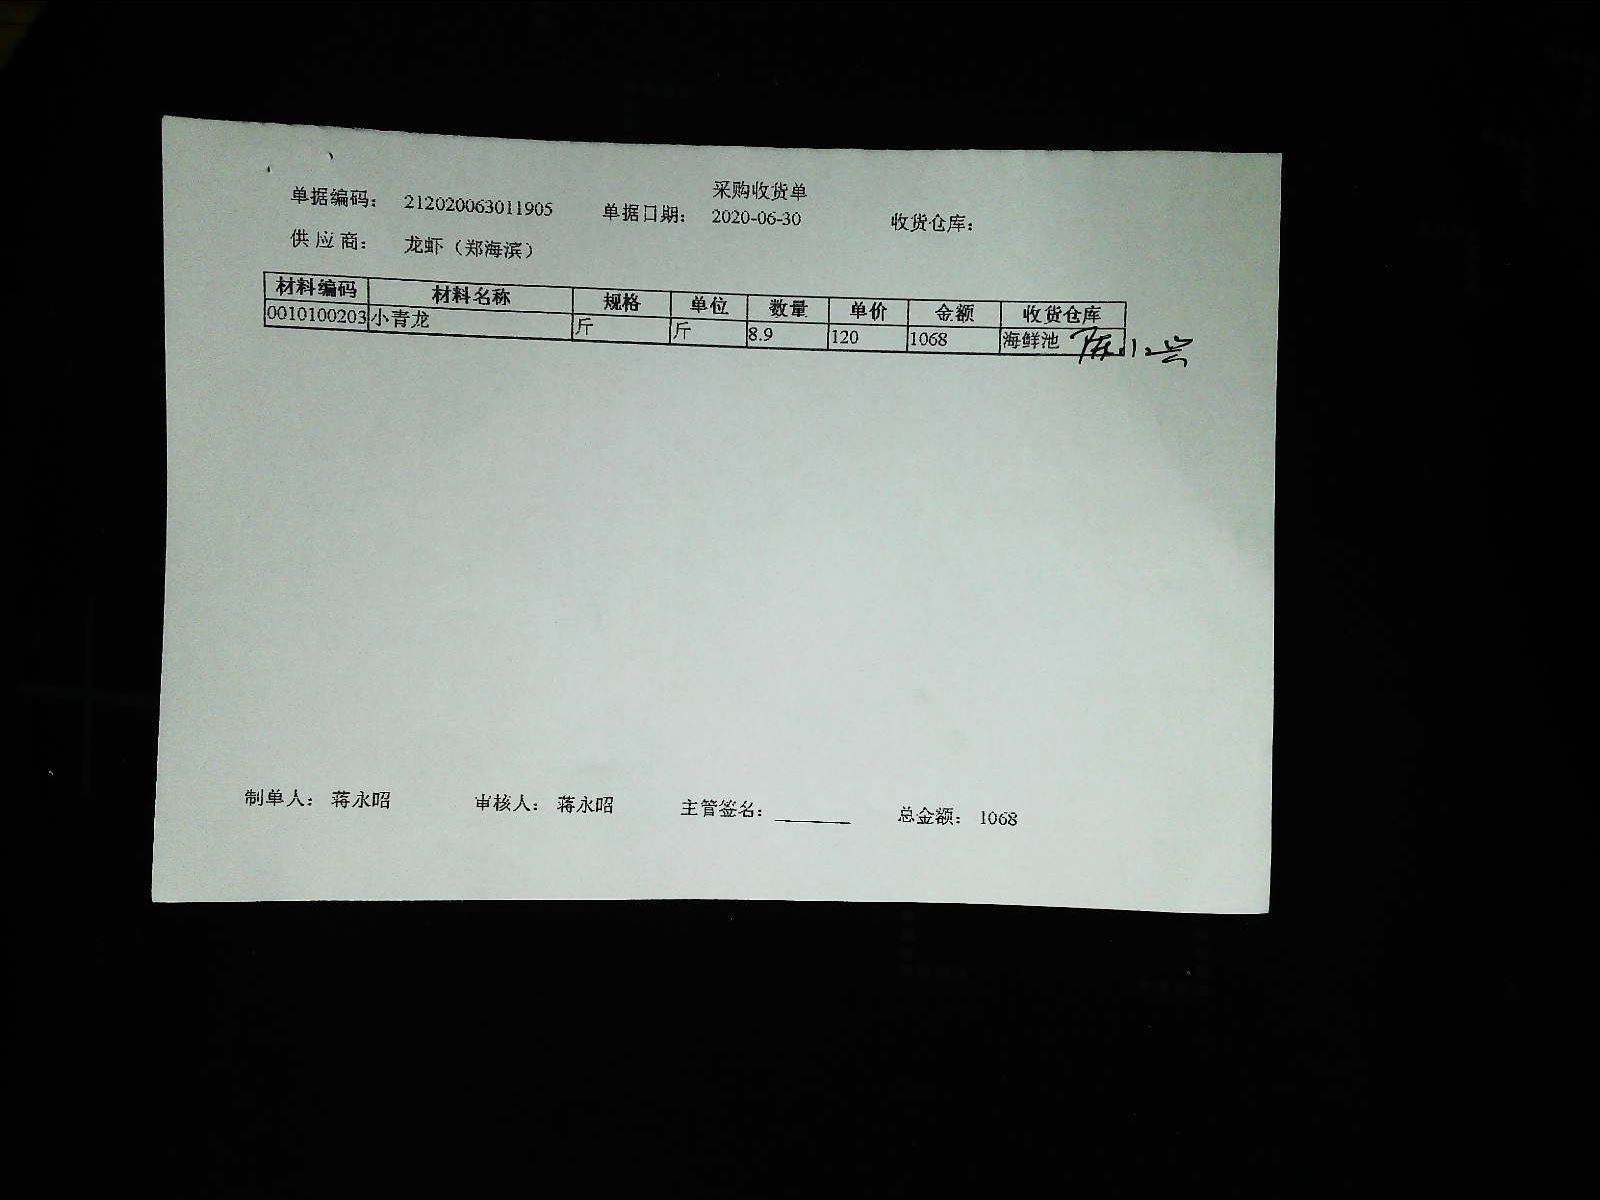 采购收货单
单据编码： 212020063011905 单据日期： 2020-06-30 收货仓库：
供应商： 龙虾（郑海滨）
材料编码 材料名称 规格 单位 数量 单价 金额 收货仓库
0010100203 小青龙 斤 斤 8.9 120 1068 海鲜池
制单人： 蒋永昭 审核人： 蒋永昭 主管签名： 总金额： 1068